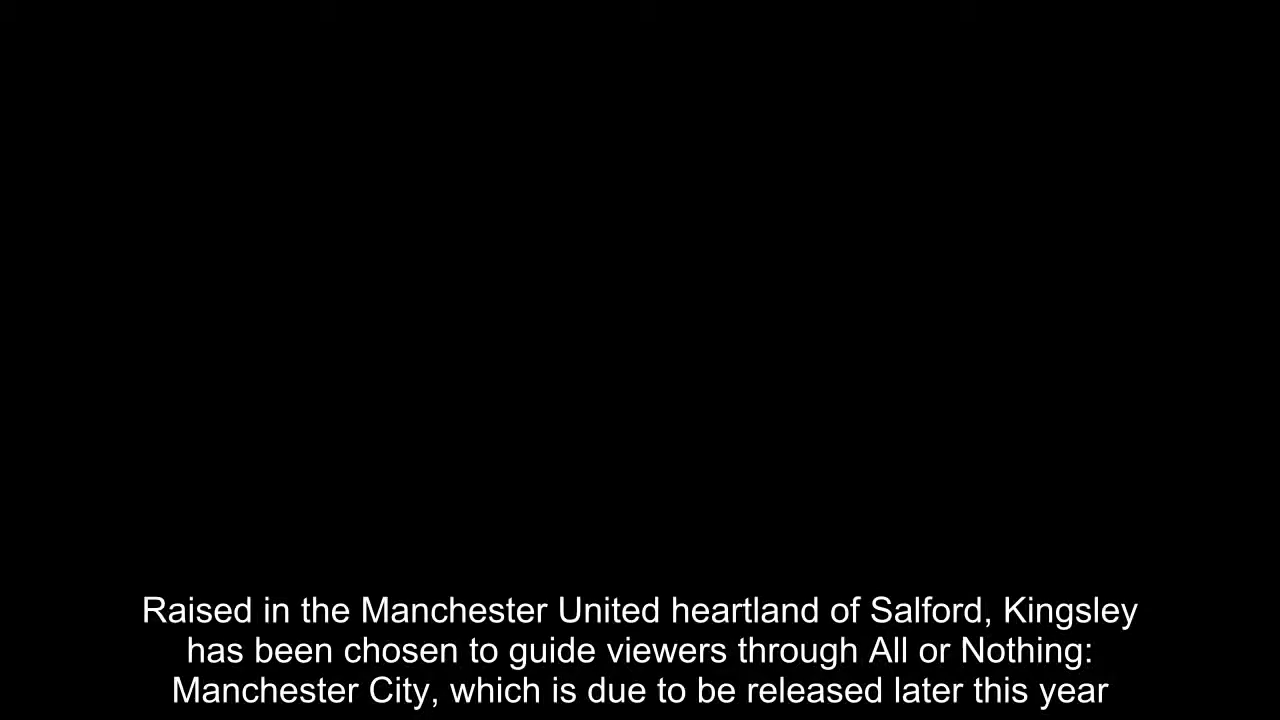 Raised in the Manchester United heartland of Salford, Kingsley
has been chosen to guide viewers through All or Nothing:
Manchester City, which is due to be released later this year